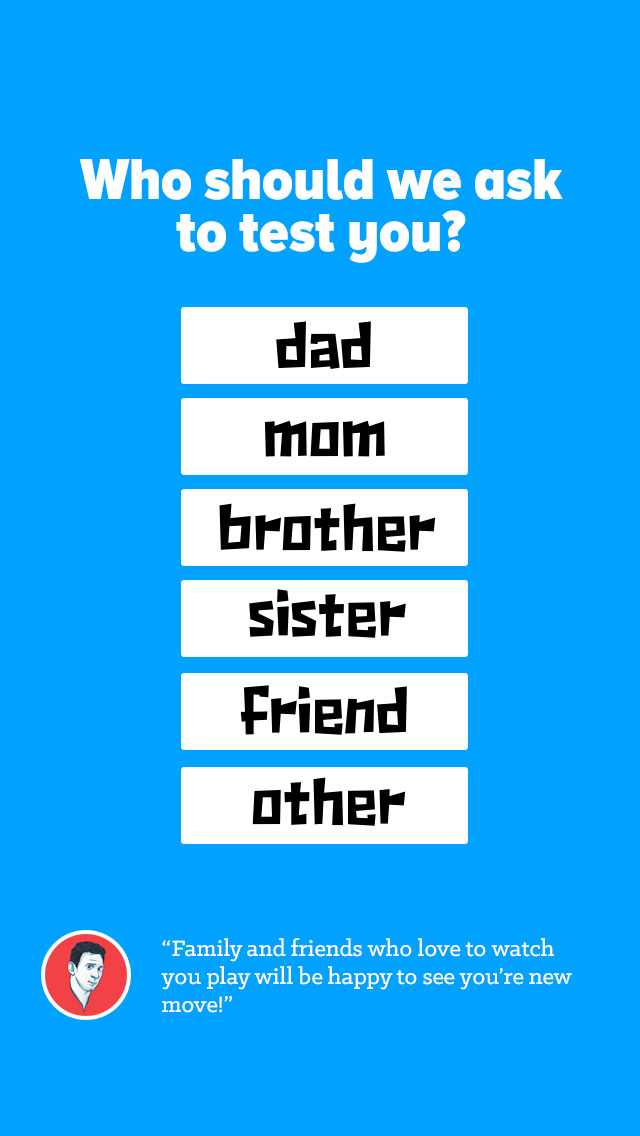 Who should we ask
to test you?
dad
mom
brother
sister
friend
other
“Family and friends who love to watch
you play will be happy to see you’re new
move!”